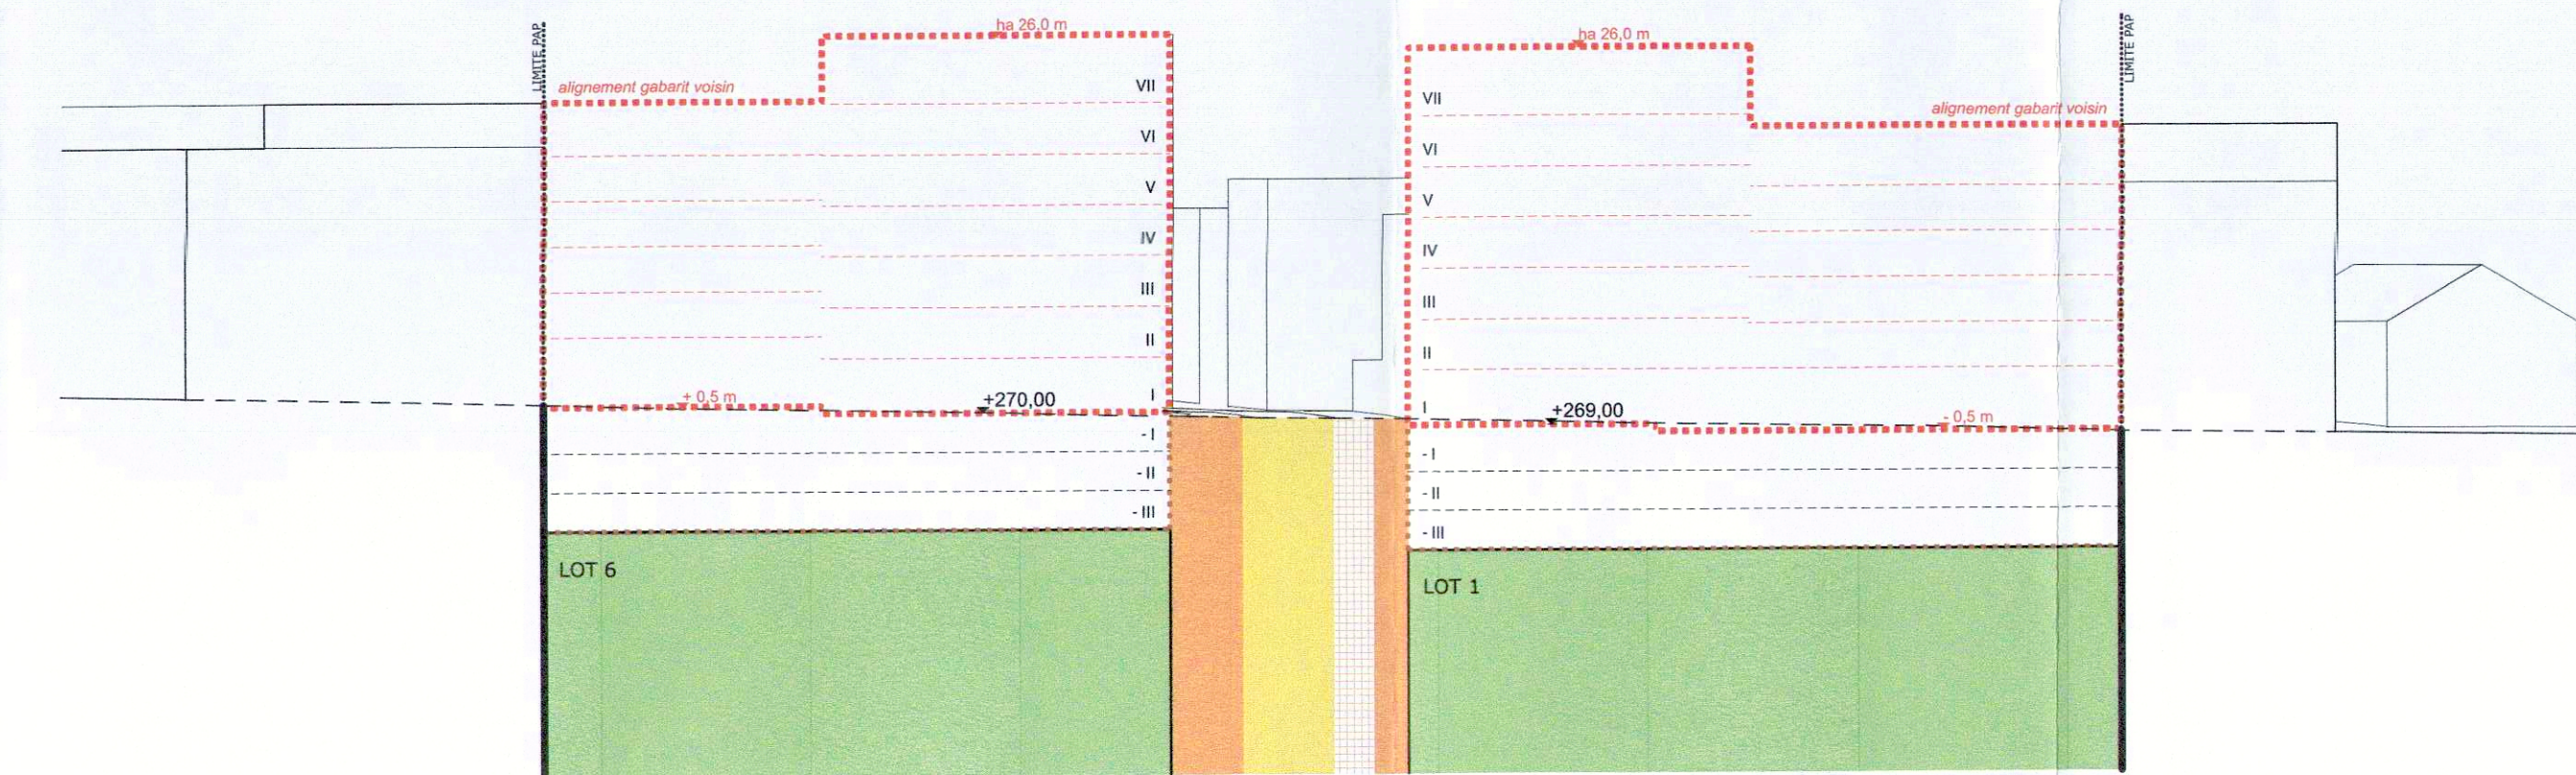 LIMITE PAP
alignement gabarit voisin
ha 26,0 m
VII
VI
V
IV
III
II
I
+ 0,5 m
+270,00
- I
- II
- III
LOT 6
ha 26,0 m
alignement gabarit voisin
LIMITE PAP
VII
VI
V
IV
III
II
I
+269,00
- 0,5 m
- I
- II
- III
LOT 1